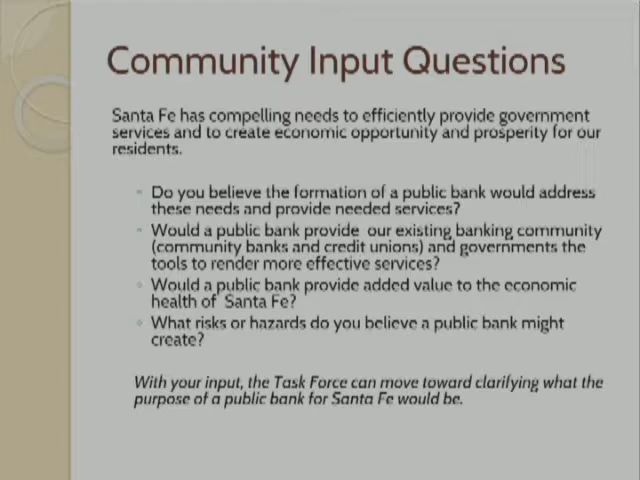 Community Input Questions
Santa Fe has compelling needs to efficiently provide government
services and to create economic opportunity and prosperity for our
residents.
Do you believe the formation of a public bank would address
these needs and provide needed services?
Would a public bank provide our existing banking community
(community banks and credit unions) and governments the
tools to render more effective services?
Would a public bank provide added value to the economic
health of Santa Fe?
What risks or hazards do you believe a public bank might
create?
With your input, the Task Force can move toward clarifying what the
purpose of a public bank for Santa Fe would be.